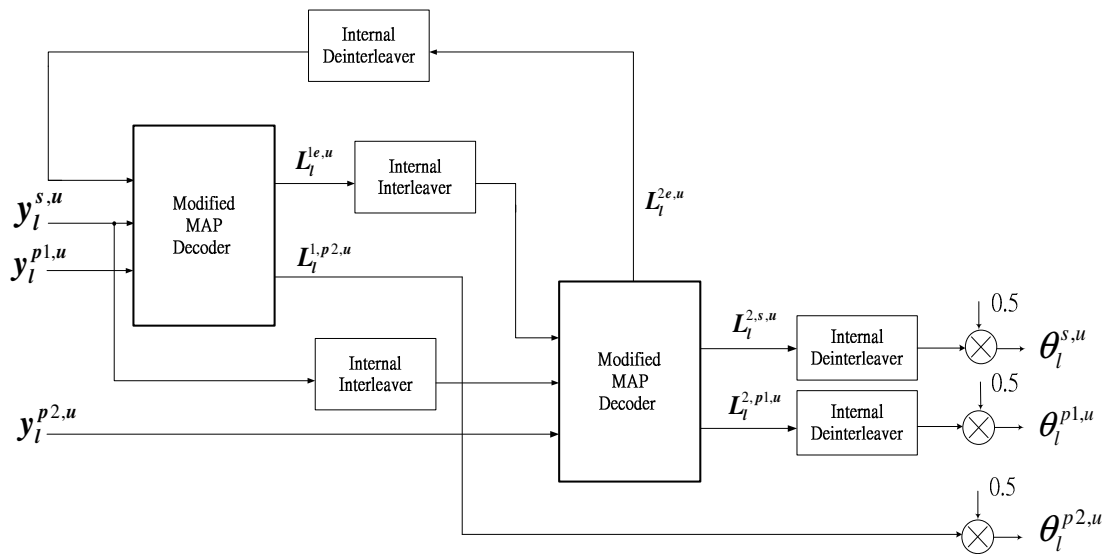 Internal
Deinterleaver
Modified
MAP
Decoder
L_l^{1e,u}
Internal
Interleaver
y_l^{s,u}
y_l^{p1,u}
L_l^{1,p2,u}
L_l^{2e,u}
Internal
Interleaver
y_l^{p2,u}
Modified
MAP
Decoder
L_l^{2,s,u}
Internal
Deinterleaver
0.5
θ_l^{s,u}
L_l^{2,p1,u}
Internal
Deinterleaver
0.5
θ_l^{p1,u}
0.5
θ_l^{p2,u}